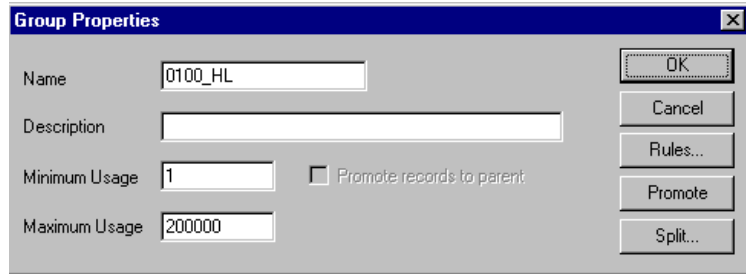 Group Properties
Name 0100_HL
OK
Description
Cancel
Rules...
Minimum Usage 1 Promote records to parent
Promote
Maximum Usage 200000
Split...